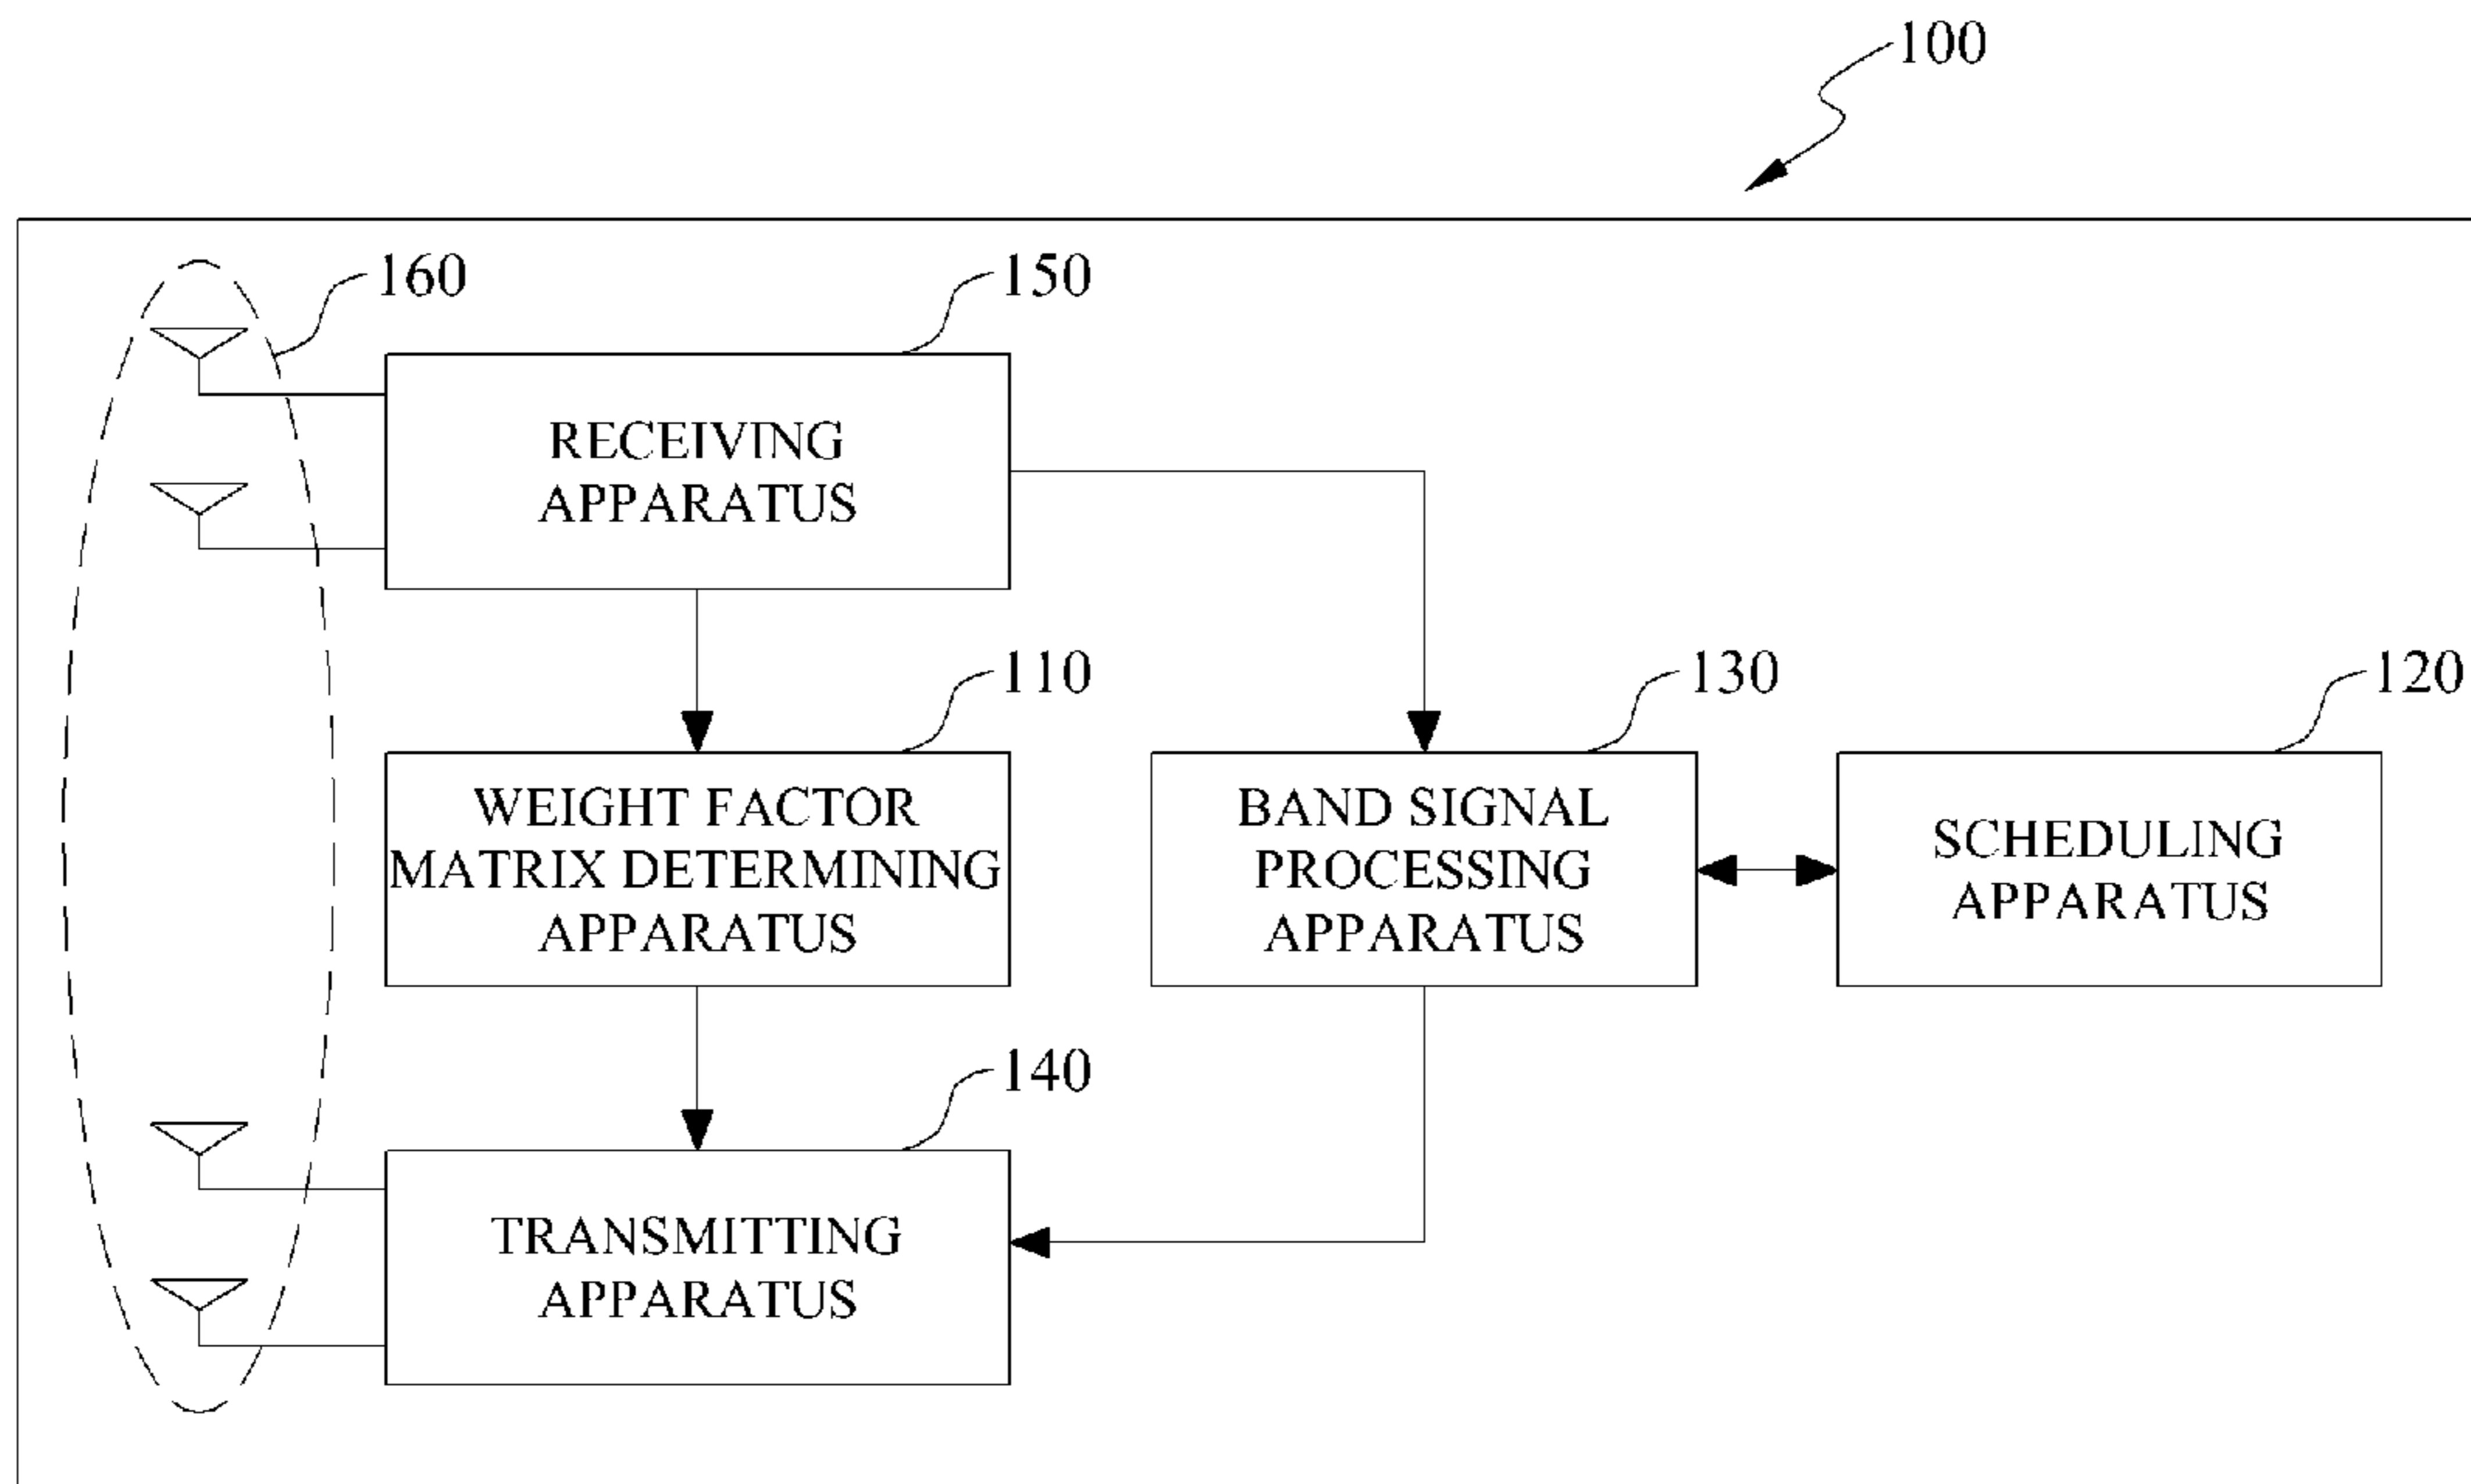 100
160
150
RECEIVING
APPARATUS
110
130
120
WEIGHT FACTOR
MATRIX DETERMINING
APPARATUS
BAND SIGNAL
PROCESSING
APPARATUS
SCHEDULING
APPARATUS
140
TRANSMITTING
APPARATUS